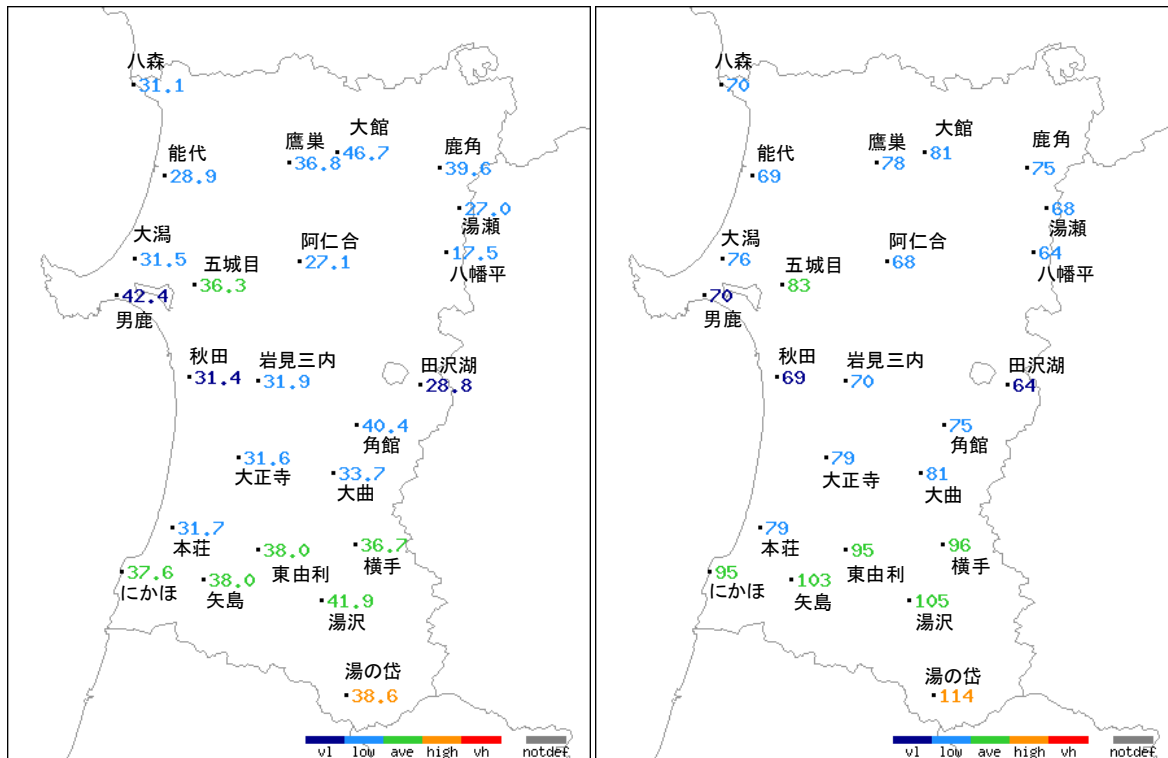 八森
31.1
大館
46.7
鷹巣
36.8
鹿角
39.6
能代
28.9
27.0
湯瀬
大潟
31.5
阿仁合
27.1
17.5
八幡平
五城目
36.3
42.4
男鹿
秋田
31.4
岩見三内
31.9
田沢湖
28.8
40.4
角館
31.6
大正寺
33.7
大曲
31.7
本荘
38.0
東由利
36.7
横手
37.6
にかほ
38.0
矢島
41.9
湯沢
湯の岱
38.6
vl low ave high vh notdef
八森
70
大館
81
鷹巣
78
鹿角
75
能代
69
68
湯瀬
大潟
76
阿仁合
68
64
八幡平
五城目
83
70
男鹿
秋田
69
岩見三内
70
田沢湖
64
75
角館
79
大正寺
81
大曲
79
本荘
95
東由利
96
横手
95
にかほ
103
矢島
105
湯沢
湯の岱
114
vl low ave high vh notdef